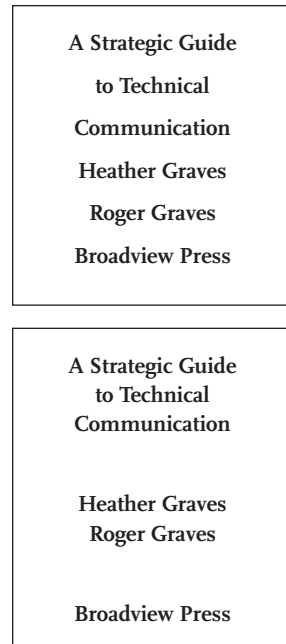 A Strategic Guide
to Technical
Communication
Heather Graves
Roger Graves
Broadview Press
A Strategic Guide
to Technical
Communication
Heather Graves
Roger Graves
Broadview Press